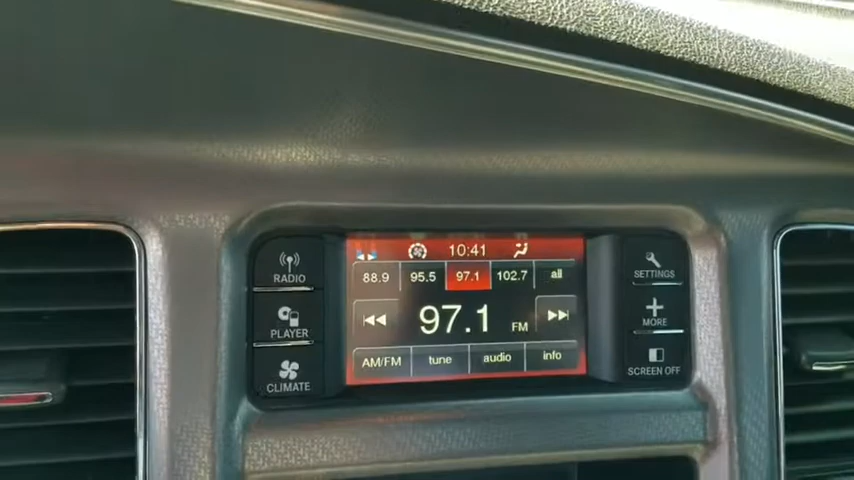 RADIO
PLAYER
CLIMATE
10:41
88.9 95.5 97.1 102.7 all
97.1 FM
AM/FM tune audio info
SETTINGS
MORE
SCREEN OFF